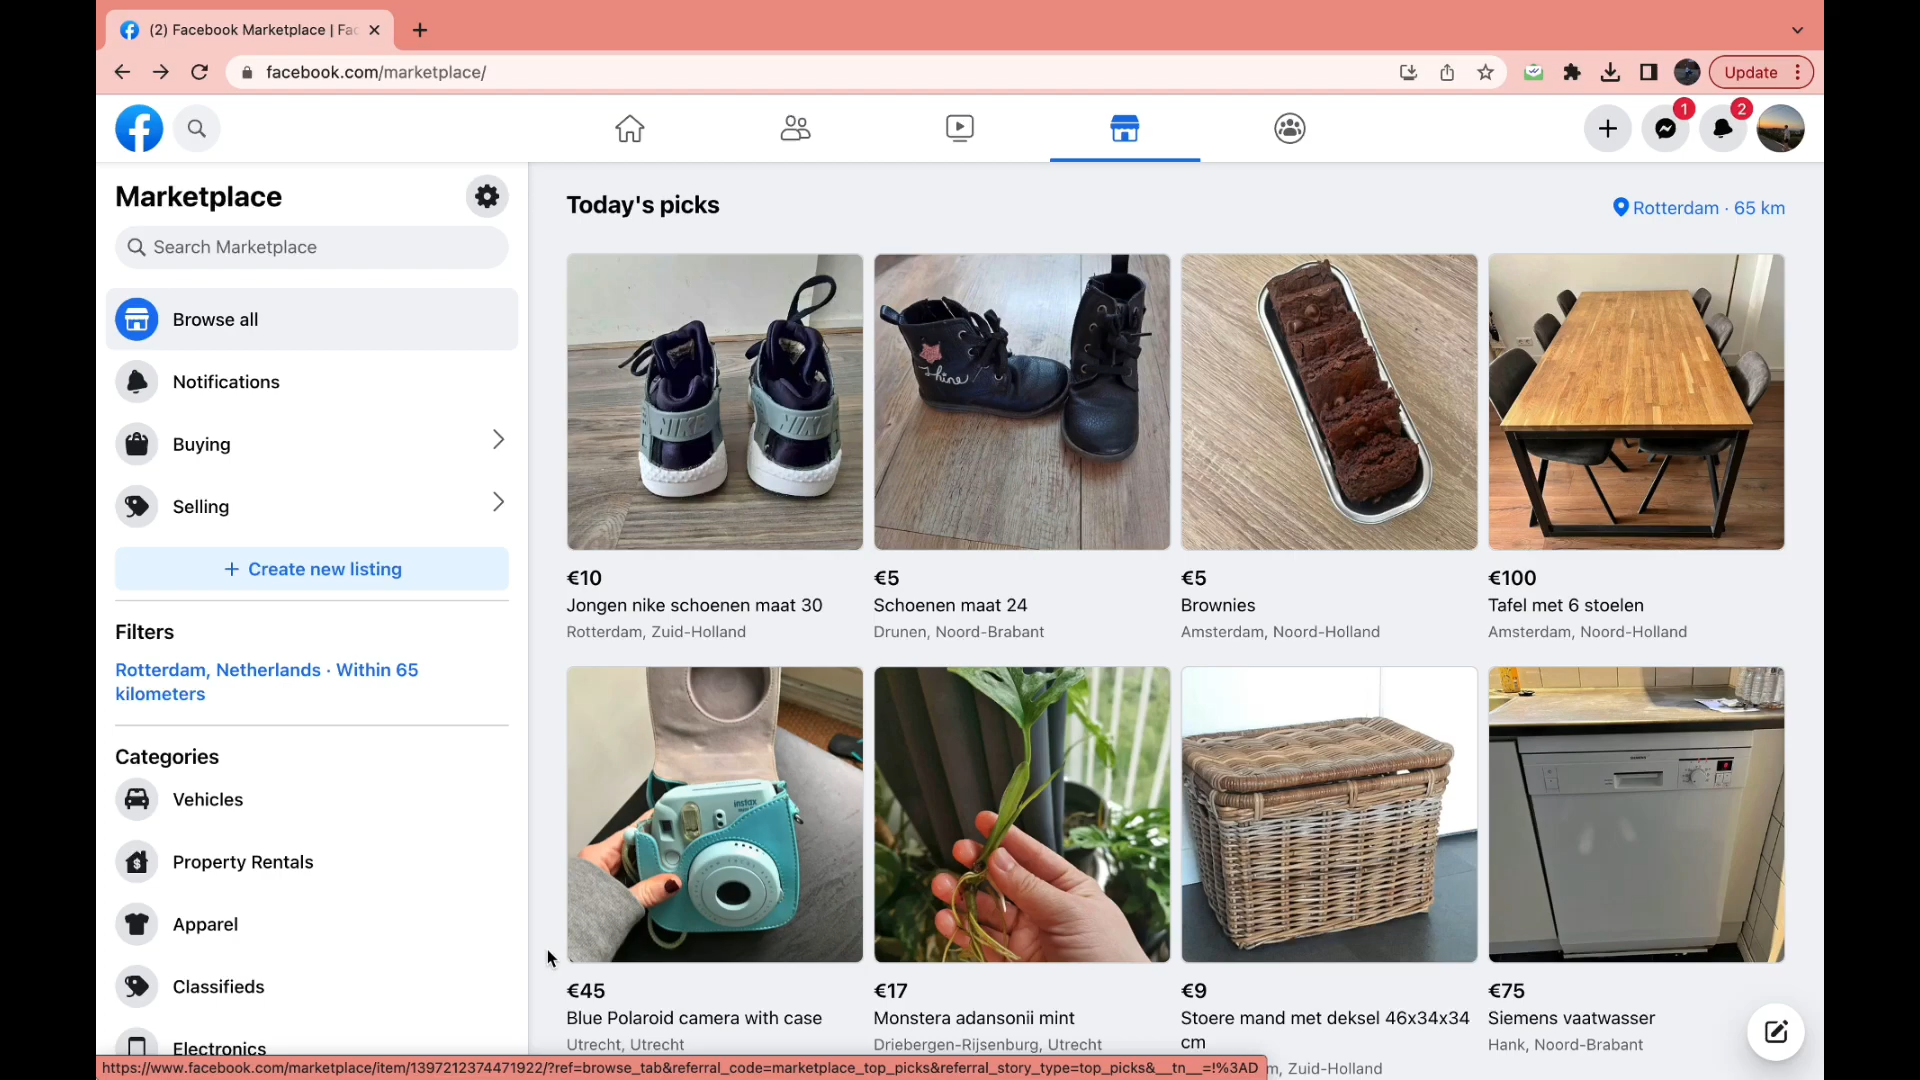 (2) Facebook Marketplace | Fac
facebook.com/marketplace/
Update
1
2
Marketplace
Search Marketplace
Browse all
Notifications
Buying
Selling
+ Create new listing
Filters
Rotterdam, Netherlands · Within 65
kilometers
Categories
Vehicles
Property Rentals
Apparel
Classifieds
Electronics
Today's picks
Rotterdam · 65 km
NIKE
NIKE
Shine
€10
Jongen nike schoenen maat 30
Rotterdam, Zuid-Holland
€5
Schoenen maat 24
Drunen, Noord-Brabant
€5
Brownies
Amsterdam, Noord-Holland
€100
Tafel met 6 stoelen
Amsterdam, Noord-Holland
instax
€45
Blue Polaroid camera with case
Utrecht, Utrecht
€17
Monstera adansonii mint
Driebergen-Rijsenburg, Utrecht
€9
Stoere mand met deksel 46x34x34
cm
m, Zuid-Holland
€75
Siemens vaatwasser
Hank, Noord-Brabant
https://www.facebook.com/marketplace/item/1397212374471922/?ref=browse_tab&referral_code=marketplace_top_picks&referral_story_type=top_picks&__tn__=!%3AD